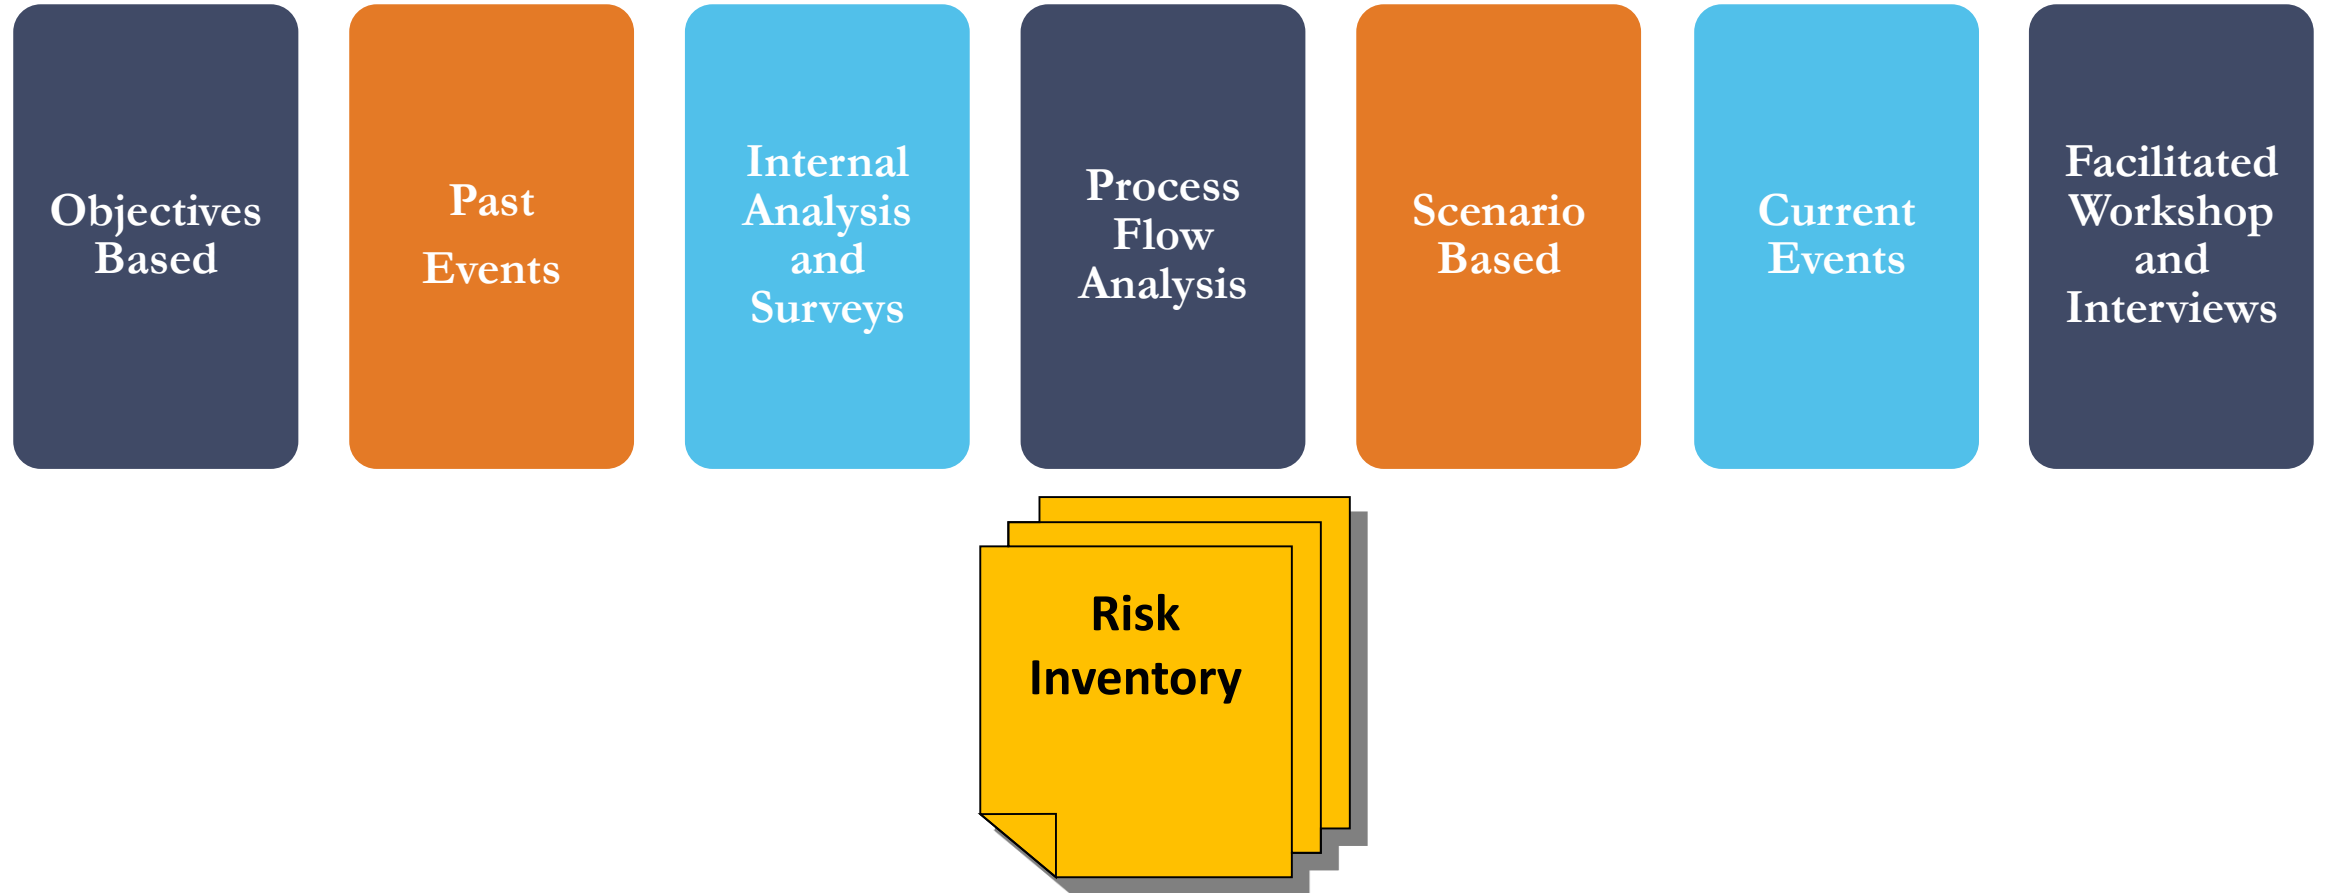 Objectives
Based
Past
Events
Internal
Analysis
and
Surveys
Process
Flow
Analysis
Scenario
Based
Current
Events
Facilitated
Workshop
and
Interviews
Risk
Inventory